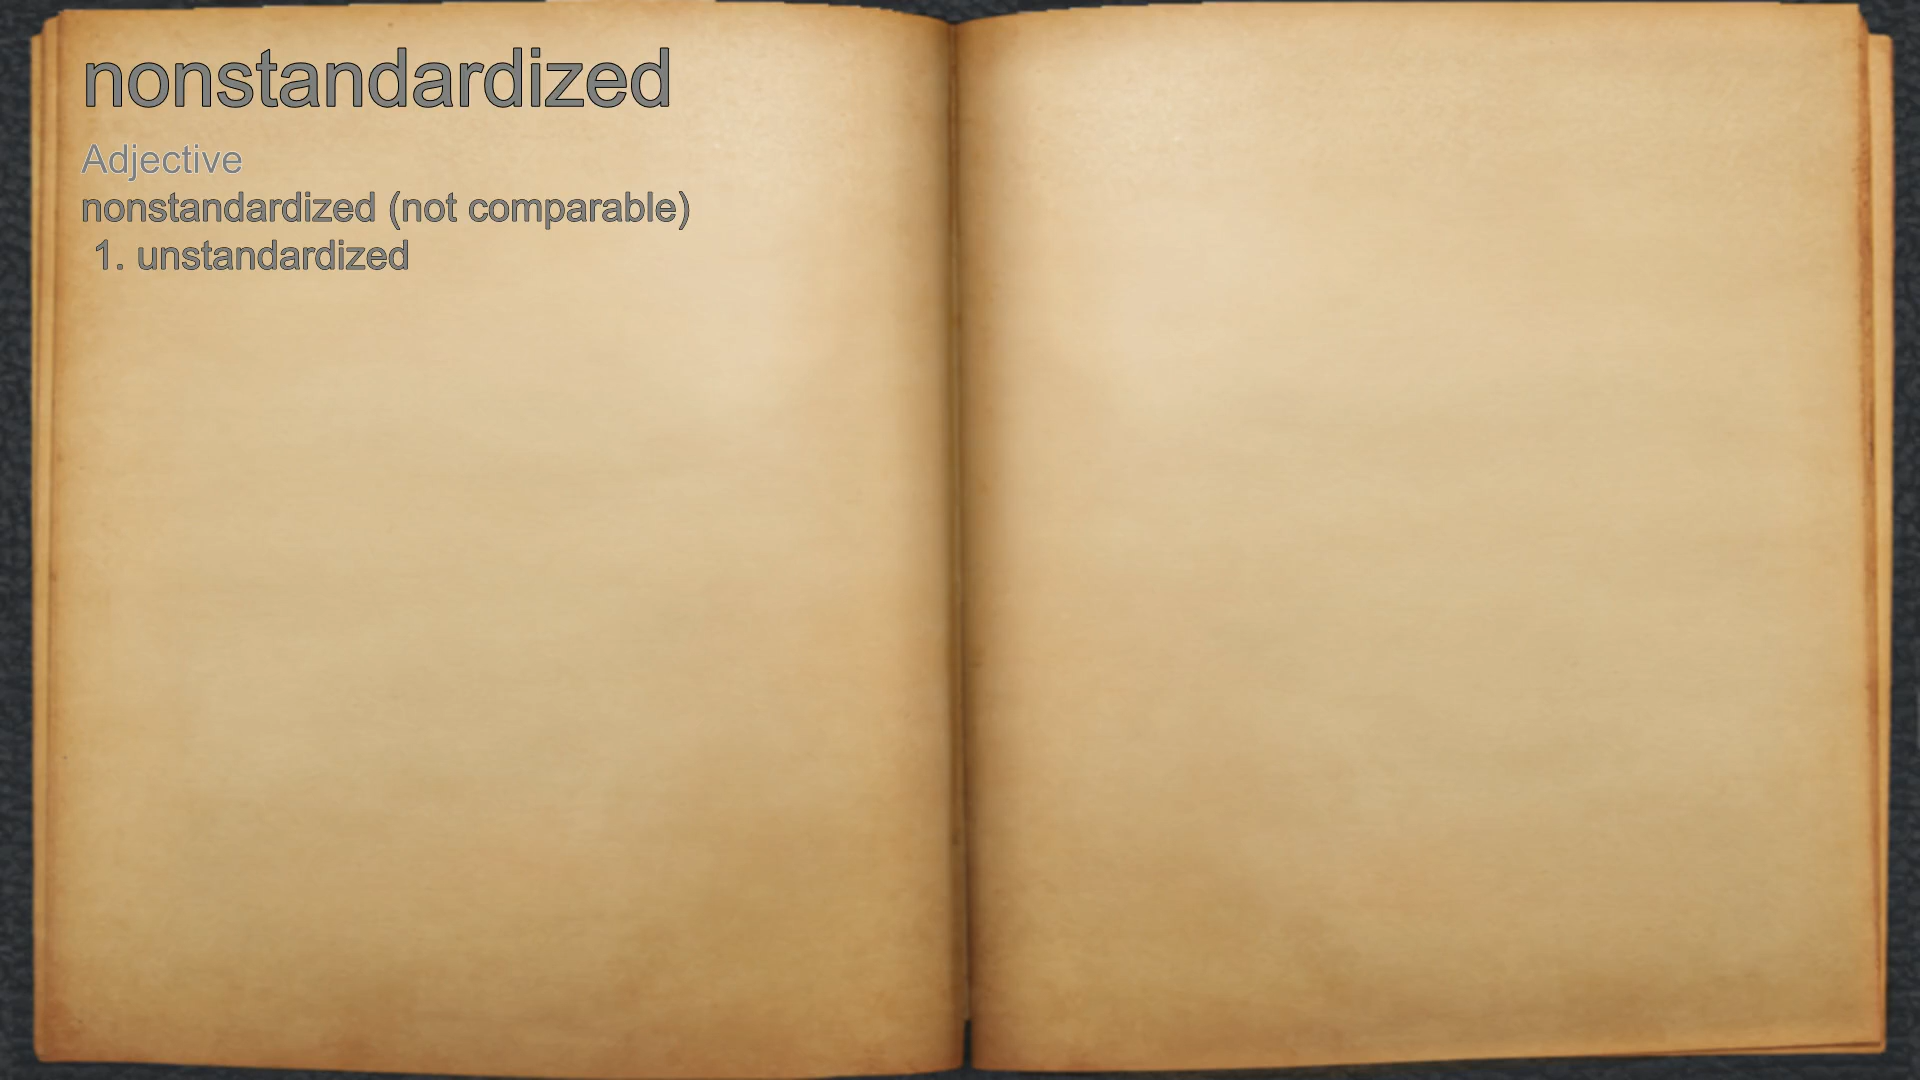 nonstandardized
Adjective
nonstandardized (not comparable)
1. unstandardized